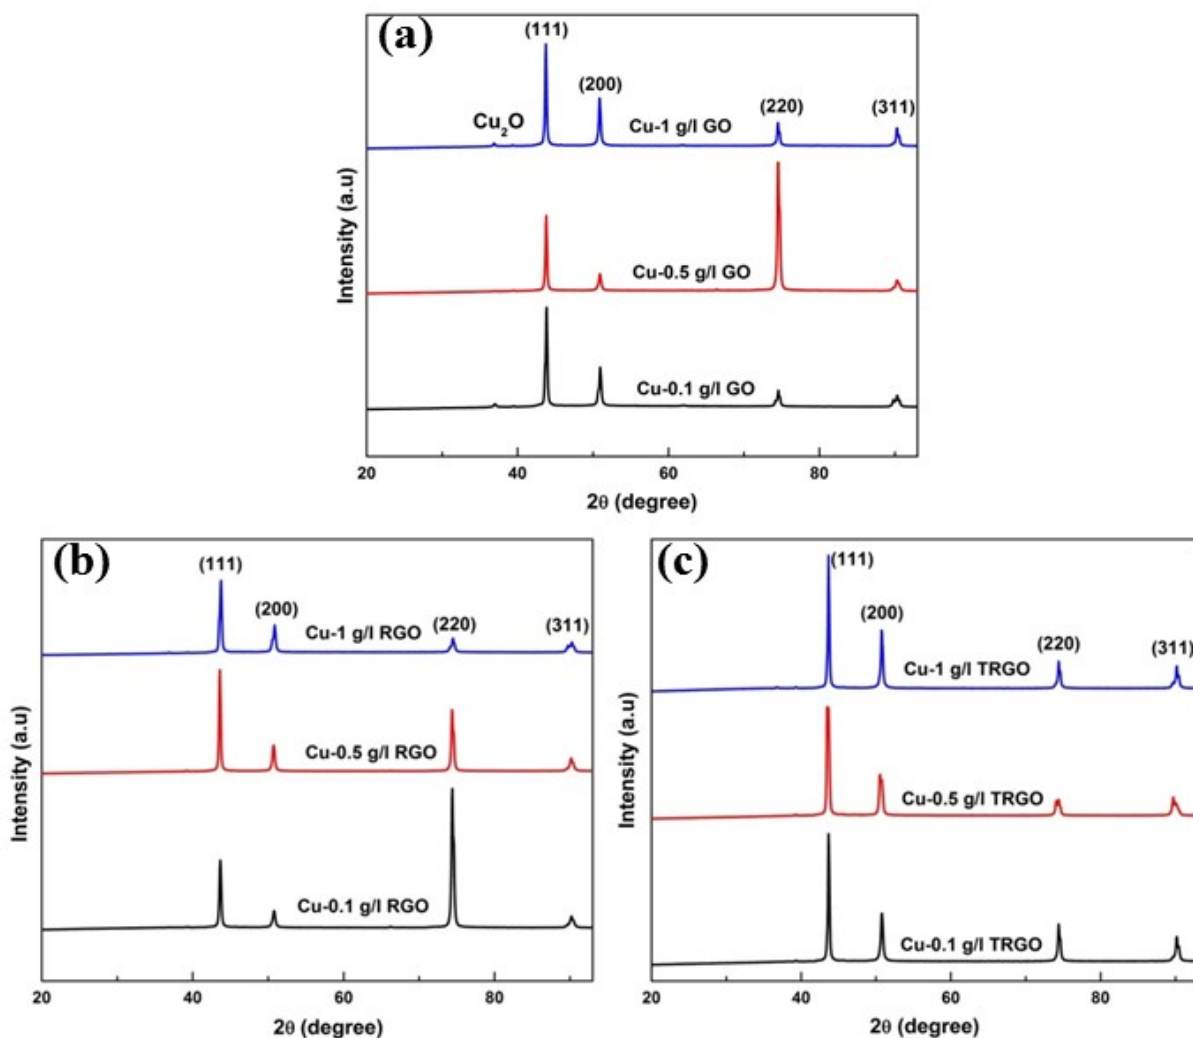 (a)
(111)
(200)
(220)
(311)
Cu₂O
Cu-1 g/l GO
Cu-0.5 g/l GO
Cu-0.1 g/l GO
Intensity (a.u)
20
40
60
80
2θ (degree)
(b)
(111)
(200)
(220)
(311)
Cu-1 g/l RGO
Cu-0.5 g/l RGO
Cu-0.1 g/l RGO
Intensity (a.u)
20
40
60
80
2θ (degree)
(c)
(111)
(200)
(220)
(311)
Cu-1 g/l TRGO
Cu-0.5 g/l TRGO
Cu-0.1 g/l TRGO
Intensity (a.u)
20
40
60
80
2θ (degree)